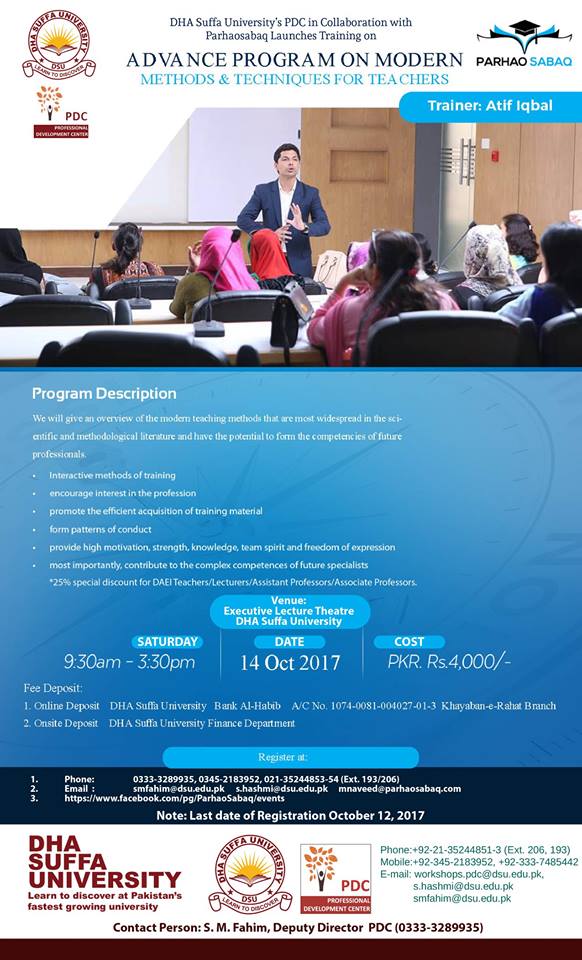 DHA Suffa University's PDC in Collaboration with
Parhaosabaq Launches Training on
ADVANCE PROGRAM ON MODERN
METHODS & TECHNIQUES FOR TEACHERS
DHA SUFFA UNIVERSITY
DSU
LEARN TO DISCOVER
PDC
PROFESSIONAL
DEVELOPMENT CENTER
PARHAO SABAQ
Trainer: Atif Iqbal
Program Description
We will give an overview of the modern teaching methods that are most widespread in the sci-
entific and methodological literature and have the potential to form the competencies of future
professionals.
• Interactive methods of training
• encourage interest in the profession
• promote the efficient acquisition of training material
• form patterns of conduct
• provide high motivation, strength, knowledge, team spirit and freedom of expression
• most importantly, contribute to the complex competences of future specialists
*25% special discount for DAEI Teachers/Lecturers/Assistant Professors/Associate Professors.
Venue:
Executive Lecture Theatre
DHA Suffa University
SATURDAY
9:30am – 3:30pm
DATE
14 Oct 2017
COST
PKR. Rs.4,000/-
Fee Deposit:
1. Online Deposit DHA Suffa University Bank Al-Habib A/C No. 1074-0081-004027-01-3 Khayaban-e-Rahat Branch
2. Onsite Deposit DHA Suffa University Finance Department
Register at:
1. Phone: 0333-3289935, 0345-2183952, 021-35244853-54 (Ext. 193/206)
2. Email : smfahim@dsu.edu.pk s.hashmi@dsu.edu.pk mnaveed@parhaosabaq.com
3. https://www.facebook.com/pg/ParhaoSabaq/events
Note: Last date of Registration October 12, 2017
DHA
SUFFA
UNIVERSITY
Learn to discover at Pakistan's
fastest growing university
DHA SUFFA UNIVERSITY
DSU
LEARN TO DISCOVER
PDC
PROFESSIONAL
DEVELOPMENT CENTER
Phone:+92-21-35244851-3 (Ext. 206, 193)
Mobile:+92-345-2183952, +92-333-7485442
E-mail: workshops.pdc@dsu.edu.pk,
s.hashmi@dsu.edu.pk
smfahim@dsu.edu.pk
Contact Person: S. M. Fahim, Deputy Director PDC (0333-3289935)